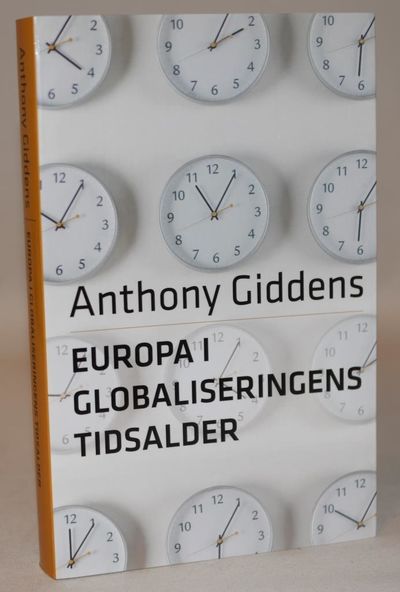 Anthony Giddens
EUROPA I
GLOBALISERINGENS
TIDSALDER
Anthony Giddens | EUROPA I GLOBALISERINGENS TIDSALDER